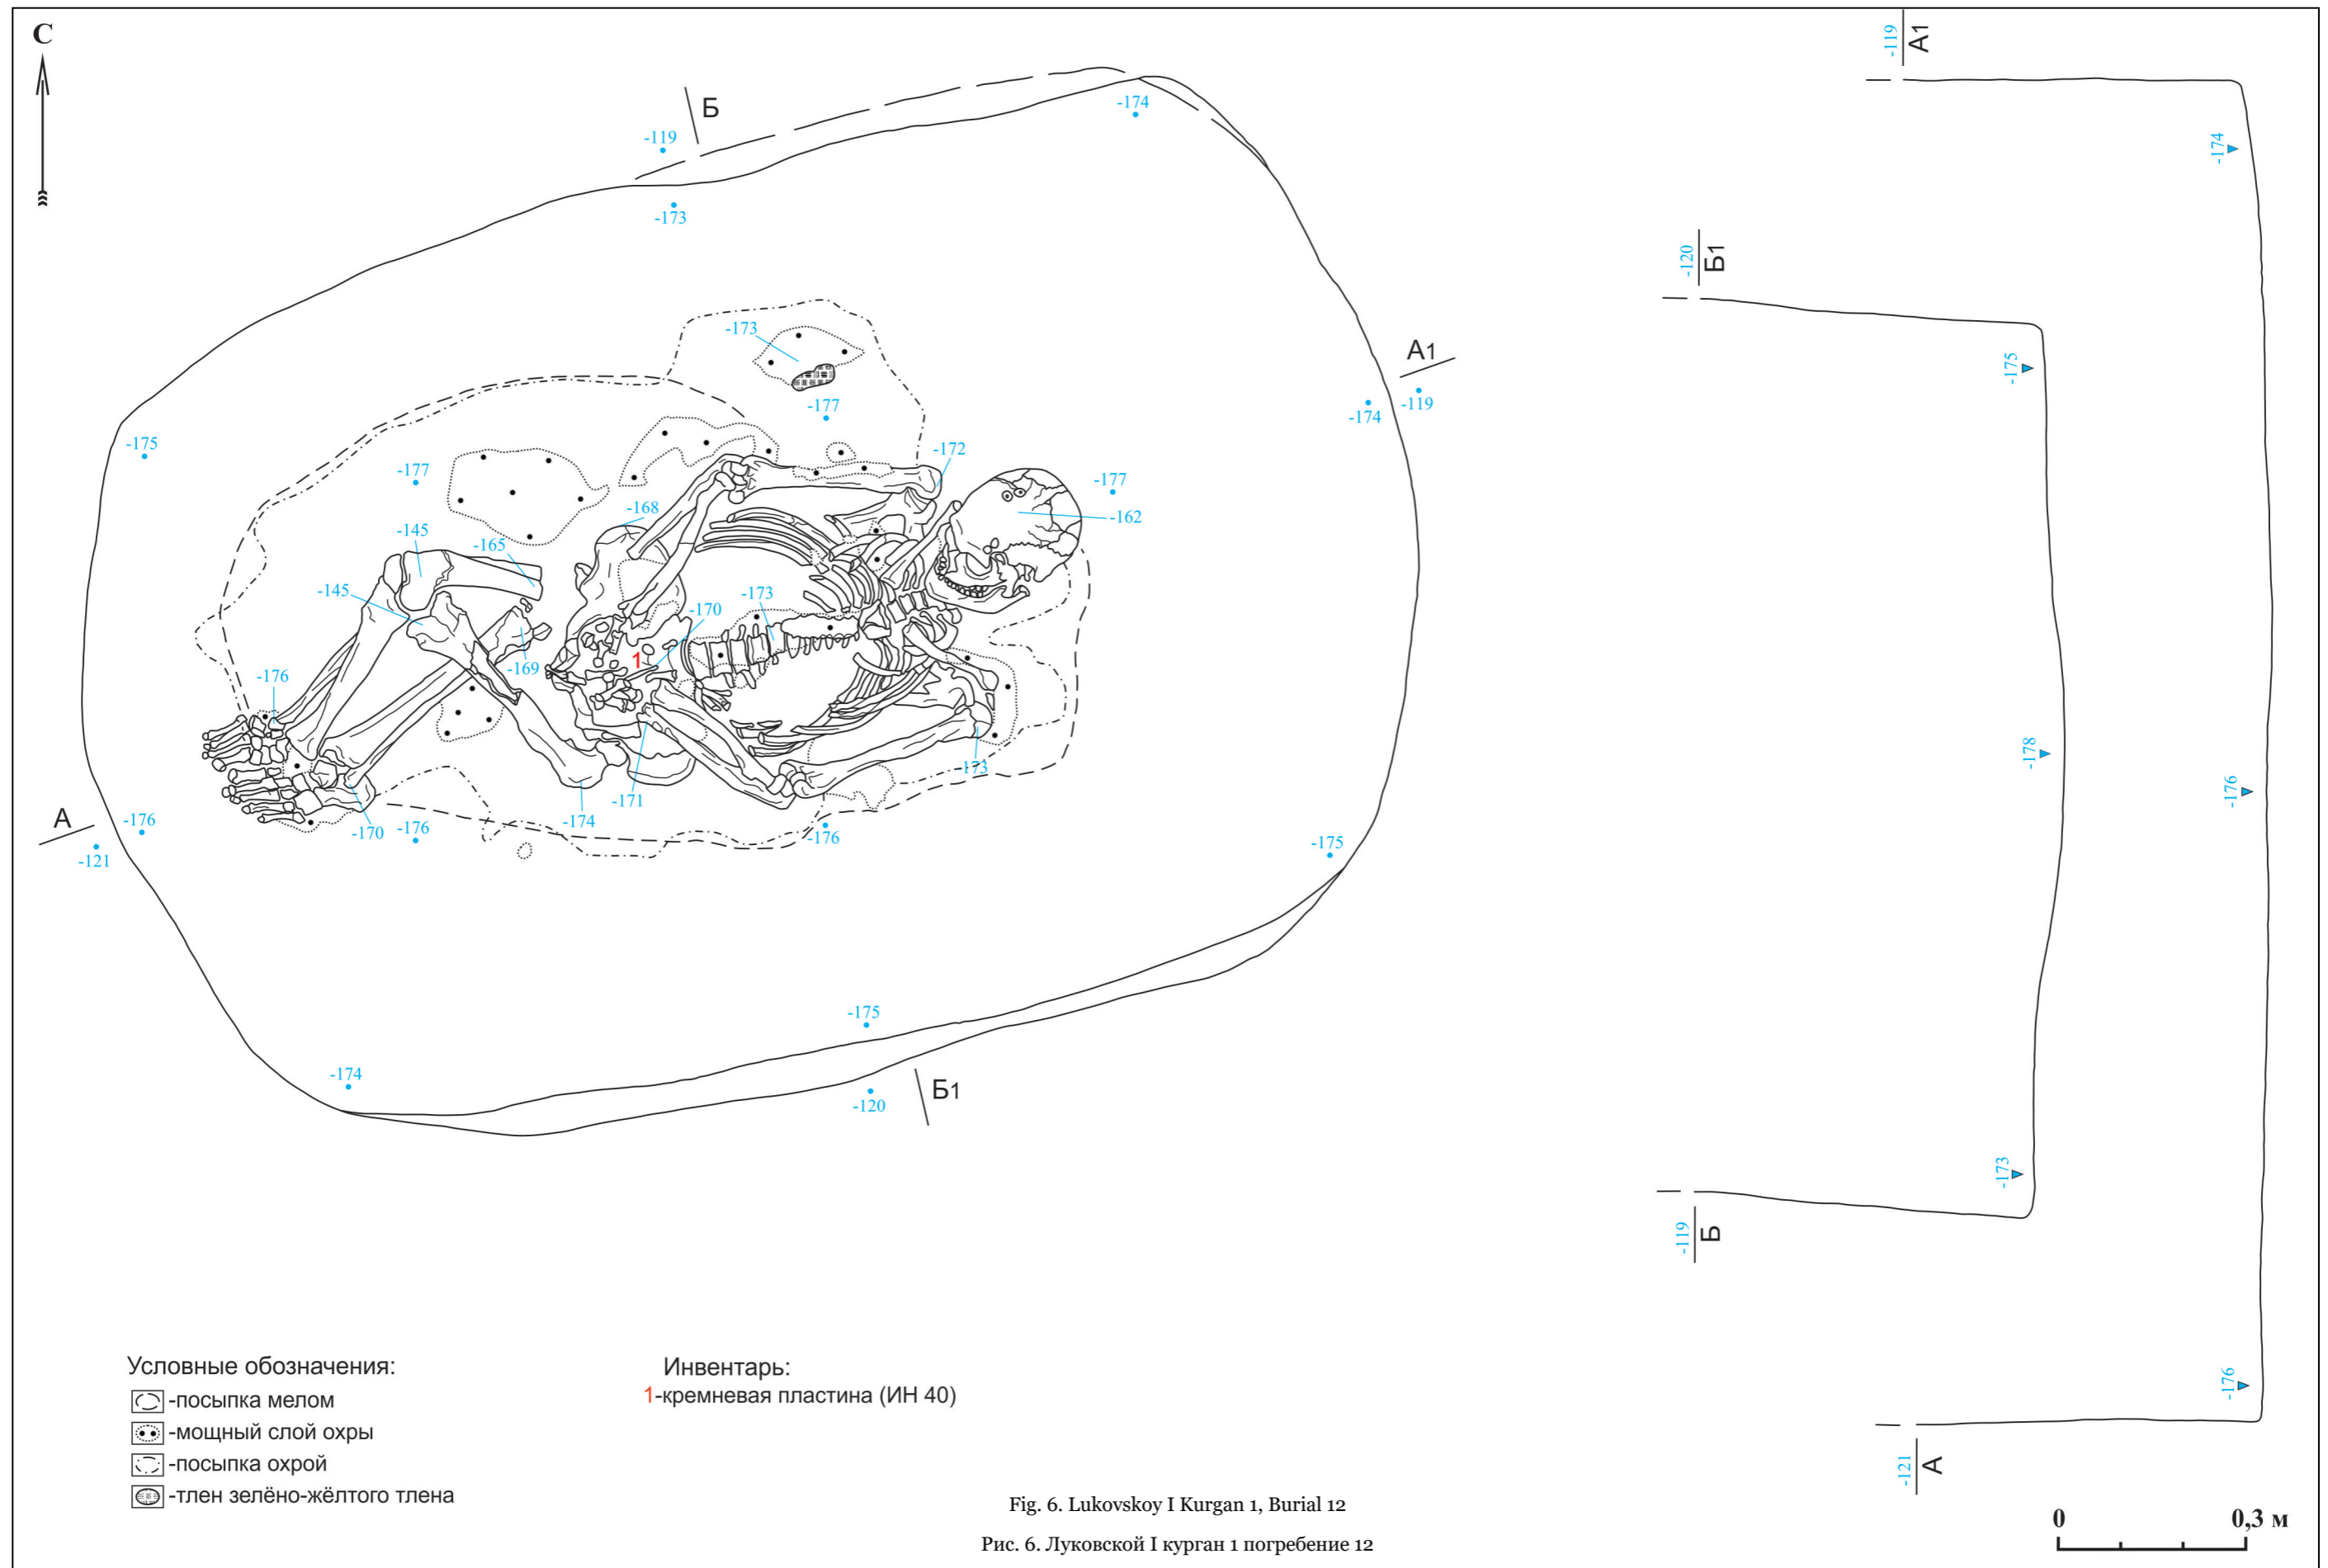 С
-119
А1
Б
-174
-119
-174
-173
-120
Б1
-173
-175
А1
-177
-174
-119
-175
-177
-172
-177
-168
-162
-145
-165
-145
-173
-170
-169
1
-176
-178
-173
-176
А
-176
-171
-170
-176
-174
-176
-175
-121
-175
-174
Б1
-120
-173
-119
Б
-176
-121
А
Условные обозначения:
-посыпка мелом
-мощный слой охры
-посыпка охрой
-тлен зелёно-жёлтого тлена
Инвентарь:
1-кремневая пластина (ИН 40)
Fig. 6. Lukovskoy I Kurgan 1, Burial 12
Рис. 6. Луковской I курган 1 погребение 12
0
0,3 м